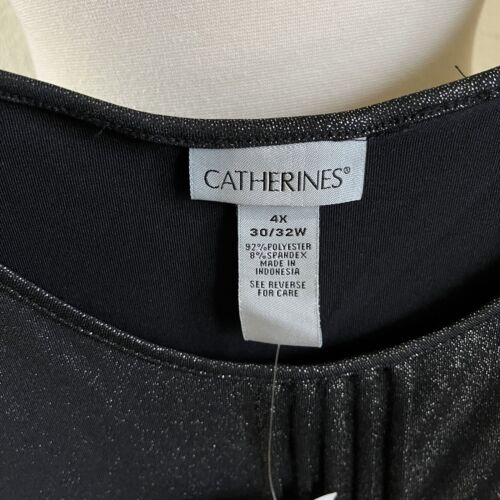 CATHERINES®
4X
30/32W
92%POLYESTER
8%SPANDEX
MADE IN
INDONESIA
SEE REVERSE
FOR CARE